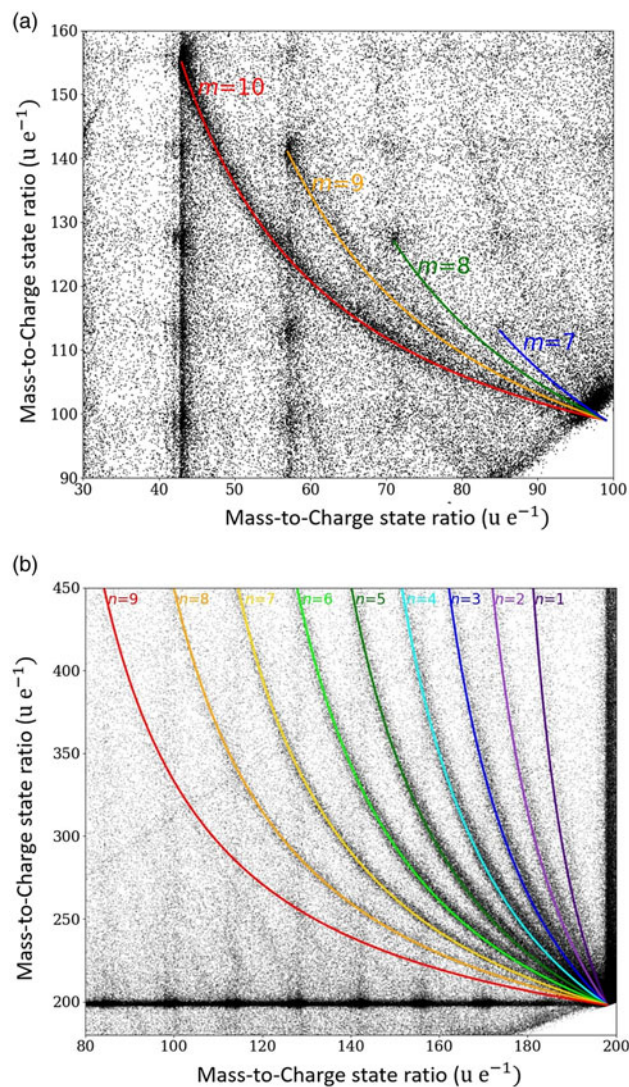 (a)
160
150
140
130
120
110
100
90
Mass-to-Charge state ratio (u e⁻¹)
m=10
m=9
m=8
m=7
30 40 50 60 70 80 90 100
Mass-to-Charge state ratio (u e⁻¹)
(b)
450
400
350
300
250
200
Mass-to-Charge state ratio (u e⁻¹)
n=9 n=8 n=7 n=6 n=5 n=4 n=3 n=2 n=1
80 100 120 140 160 180 200
Mass-to-Charge state ratio (u e⁻¹)